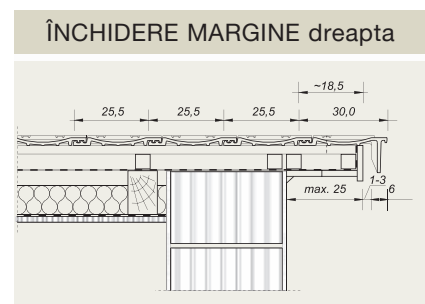 ÎNCHIDERE MARGINE dreapta
~18,5
25,5 25,5 25,5 30,0
max. 25 1-3 6